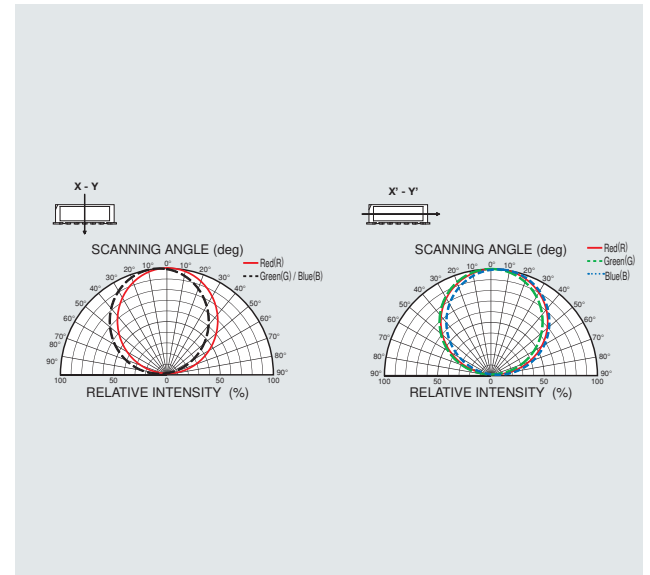 X - Y
SCANNING ANGLE (deg)
Red(R)
Green(G) / Blue(B)
0°
10° 10°
20° 20°
30° 30°
40° 40°
50° 50°
60° 60°
70° 70°
80° 80°
90° 90°
100 50 0 50 100
RELATIVE INTENSITY (%)
X' - Y'
SCANNING ANGLE (deg)
Red(R)
Green(G)
Blue(B)
0°
10° 10°
20° 20°
30° 30°
40° 40°
50° 50°
60° 60°
70° 70°
80° 80°
90° 90°
100 50 0 50 100
RELATIVE INTENSITY (%)